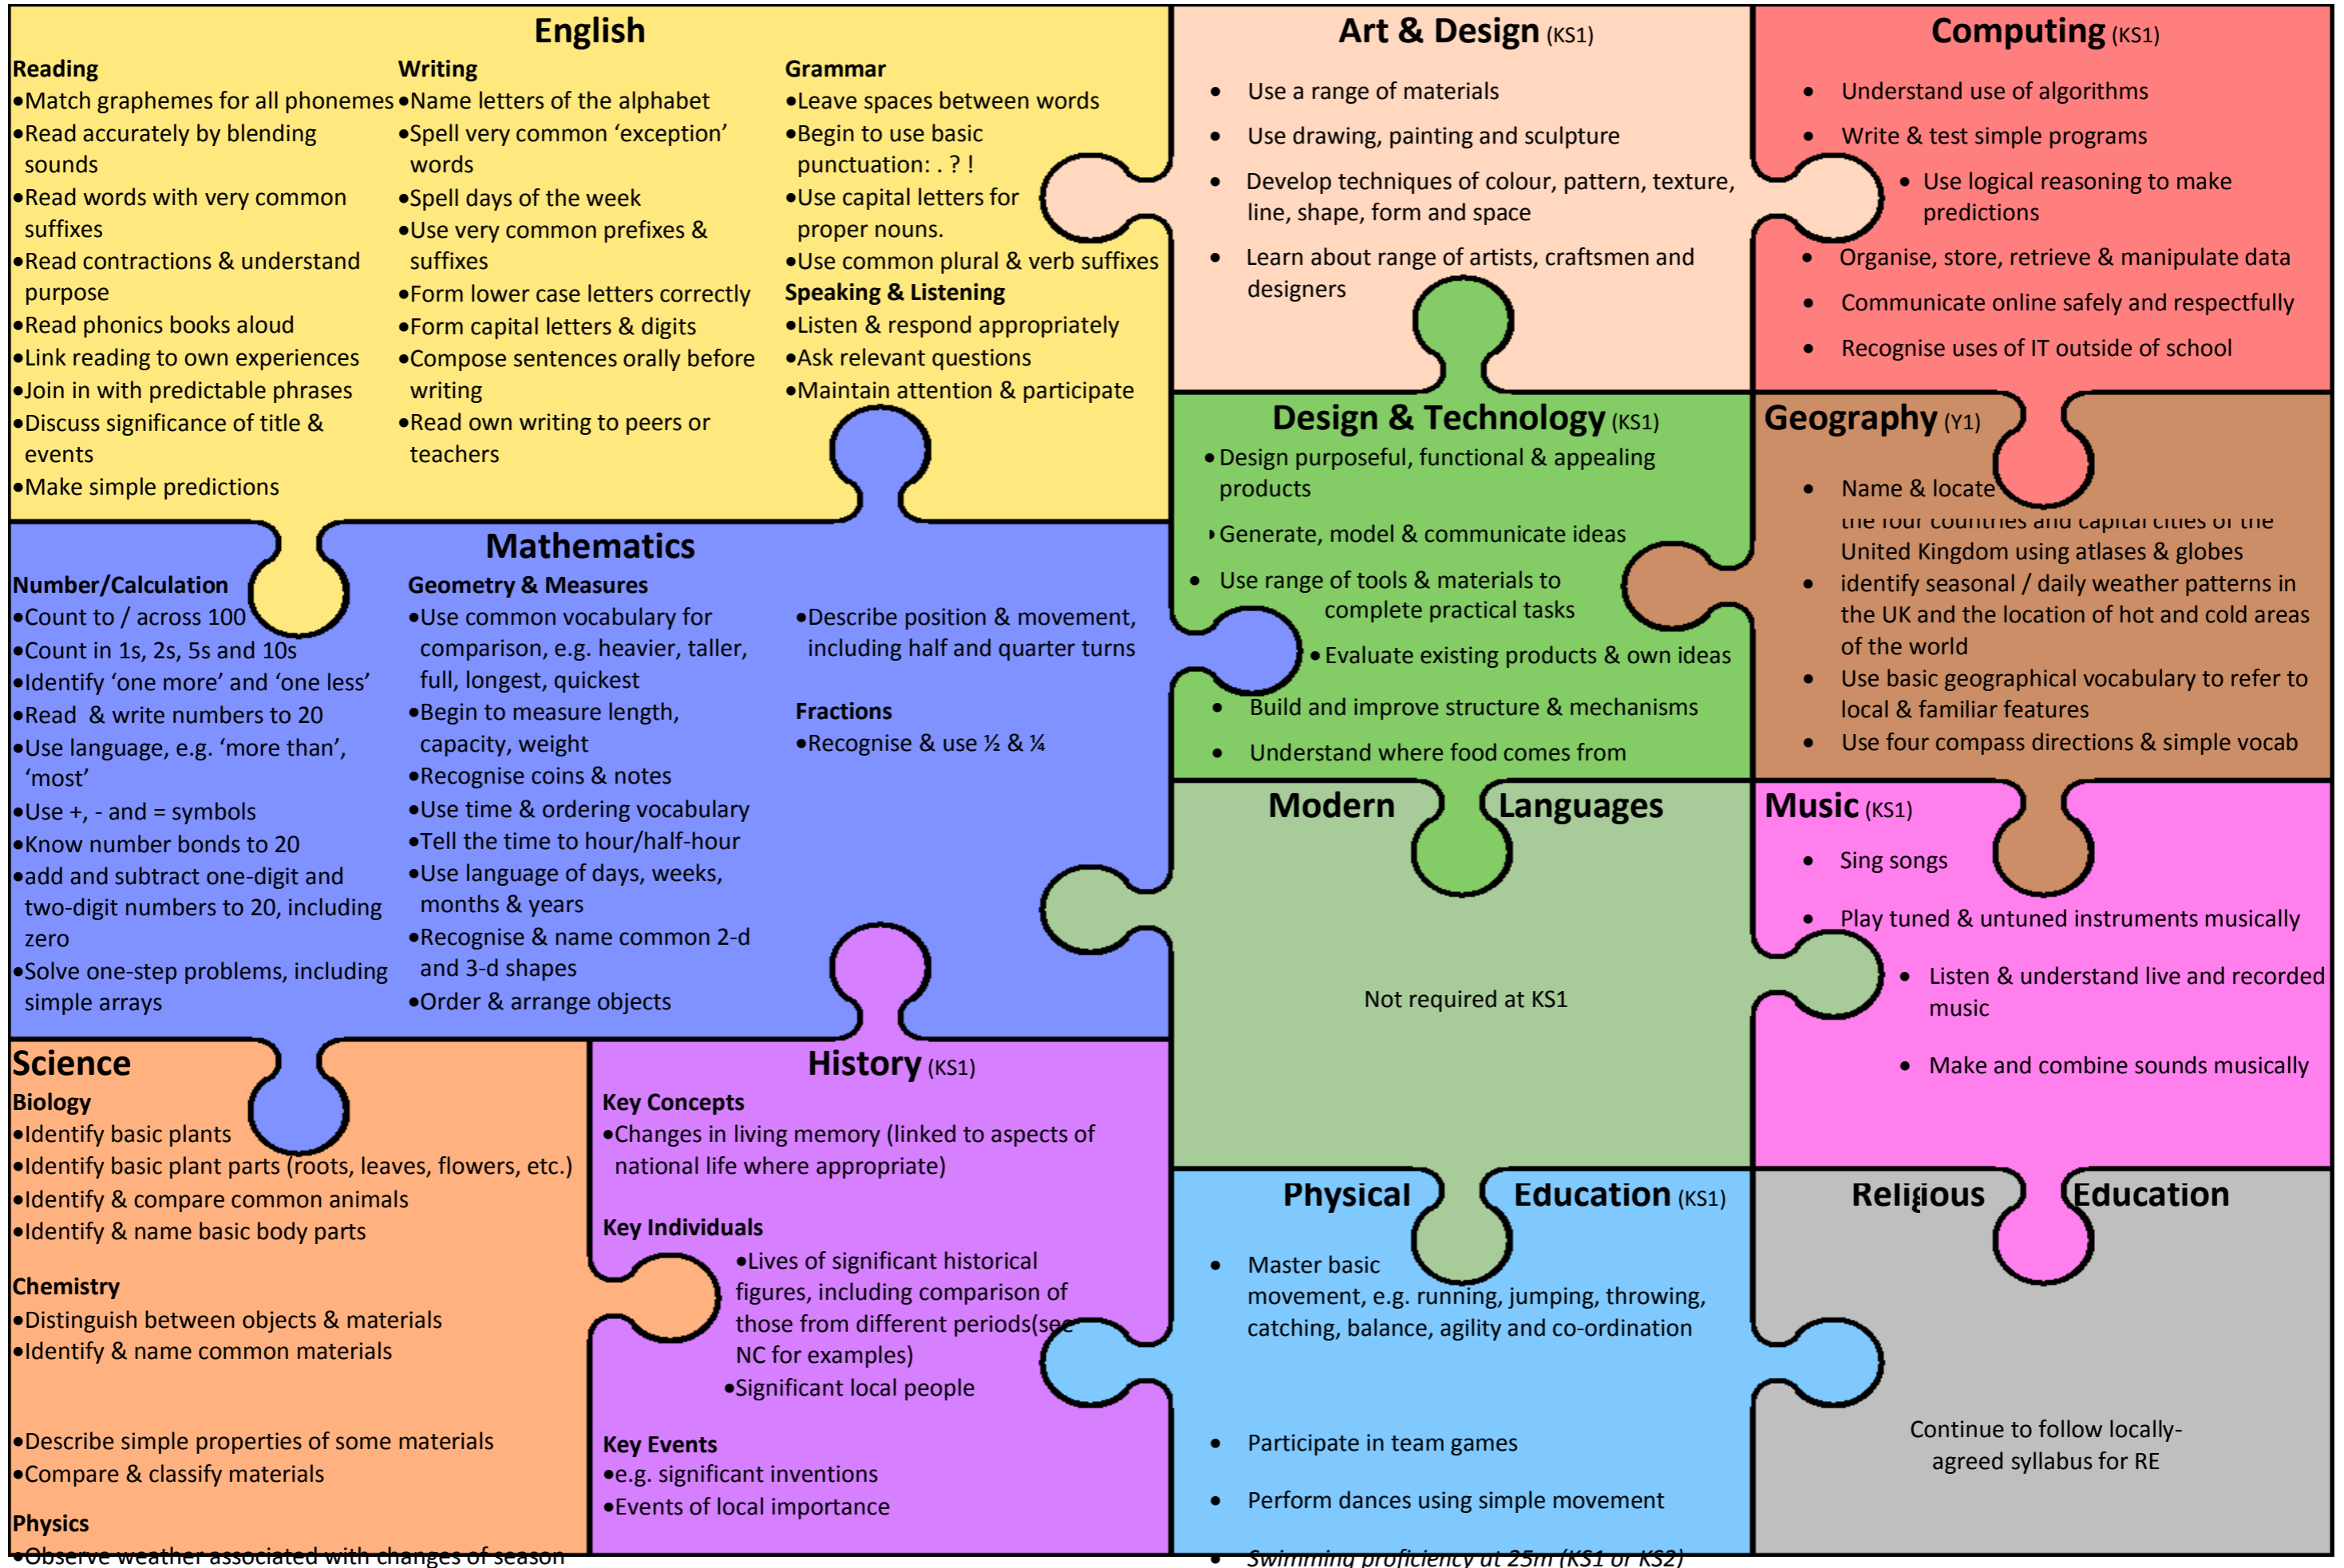 English
Reading
•Match graphemes for all phonemes
•Read accurately by blending
sounds
•Read words with very common
suffixes
•Read contractions & understand
purpose
•Read phonics books aloud
•Link reading to own experiences
•Join in with predictable phrases
•Discuss significance of title &
events
•Make simple predictions
Writing
•Name letters of the alphabet
•Spell very common ‘exception’
words
•Spell days of the week
•Use very common prefixes &
suffixes
•Form lower case letters correctly
•Form capital letters & digits
•Compose sentences orally before
writing
•Read own writing to peers or
teachers
Grammar
•Leave spaces between words
•Begin to use basic
punctuation: . ? !
•Use capital letters for
proper nouns.
•Use common plural & verb suffixes
Speaking & Listening
•Listen & respond appropriately
•Ask relevant questions
•Maintain attention & participate
Art & Design (KS1)
• Use a range of materials
• Use drawing, painting and sculpture
• Develop techniques of colour, pattern, texture,
line, shape, form and space
• Learn about range of artists, craftsmen and
designers
Computing (KS1)
• Understand use of algorithms
• Write & test simple programs
• Use logical reasoning to make
predictions
• Organise, store, retrieve & manipulate data
• Communicate online safely and respectfully
• Recognise uses of IT outside of school
Mathematics
Number/Calculation
•Count to / across 100
•Count in 1s, 2s, 5s and 10s
•Identify ‘one more’ and ‘one less’
•Read & write numbers to 20
•Use language, e.g. ‘more than’,
‘most’
•Use +, - and = symbols
•Know number bonds to 20
•add and subtract one-digit and
two-digit numbers to 20, including
zero
•Solve one-step problems, including
simple arrays
Geometry & Measures
•Use common vocabulary for
comparison, e.g. heavier, taller,
full, longest, quickest
•Begin to measure length,
capacity, weight
•Recognise coins & notes
•Use time & ordering vocabulary
•Tell the time to hour/half-hour
•Use language of days, weeks,
months & years
•Recognise & name common 2-d
and 3-d shapes
•Order & arrange objects
•Describe position & movement,
including half and quarter turns
Fractions
•Recognise & use ½ & ¼
Design & Technology (KS1)
• Design purposeful, functional & appealing
products
• Generate, model & communicate ideas
• Use range of tools & materials to
complete practical tasks
• Evaluate existing products & own ideas
• Build and improve structure & mechanisms
• Understand where food comes from
Geography (Y1)
• Name & locate
the four countries and capital cities of the
United Kingdom using atlases & globes
• identify seasonal / daily weather patterns in
the UK and the location of hot and cold areas
of the world
• Use basic geographical vocabulary to refer to
local & familiar features
• Use four compass directions & simple vocab
Modern Languages
Not required at KS1
Music (KS1)
• Sing songs
• Play tuned & untuned instruments musically
• Listen & understand live and recorded
music
• Make and combine sounds musically
Science
Biology
•Identify basic plants
•Identify basic plant parts (roots, leaves, flowers, etc.)
•Identify & compare common animals
•Identify & name basic body parts
Chemistry
•Distinguish between objects & materials
•Identify & name common materials
•Describe simple properties of some materials
•Compare & classify materials
Physics
•Observe weather associated with changes of season
History (KS1)
Key Concepts
•Changes in living memory (linked to aspects of
national life where appropriate)
Key Individuals
•Lives of significant historical
figures, including comparison of
those from different periods(see
NC for examples)
•Significant local people
Key Events
•e.g. significant inventions
•Events of local importance
Physical Education (KS1)
• Master basic
movement, e.g. running, jumping, throwing,
catching, balance, agility and co-ordination
• Participate in team games
• Perform dances using simple movement
• Swimming proficiency at 25m (KS1 or KS2)
Religious Education
Continue to follow locally-
agreed syllabus for RE